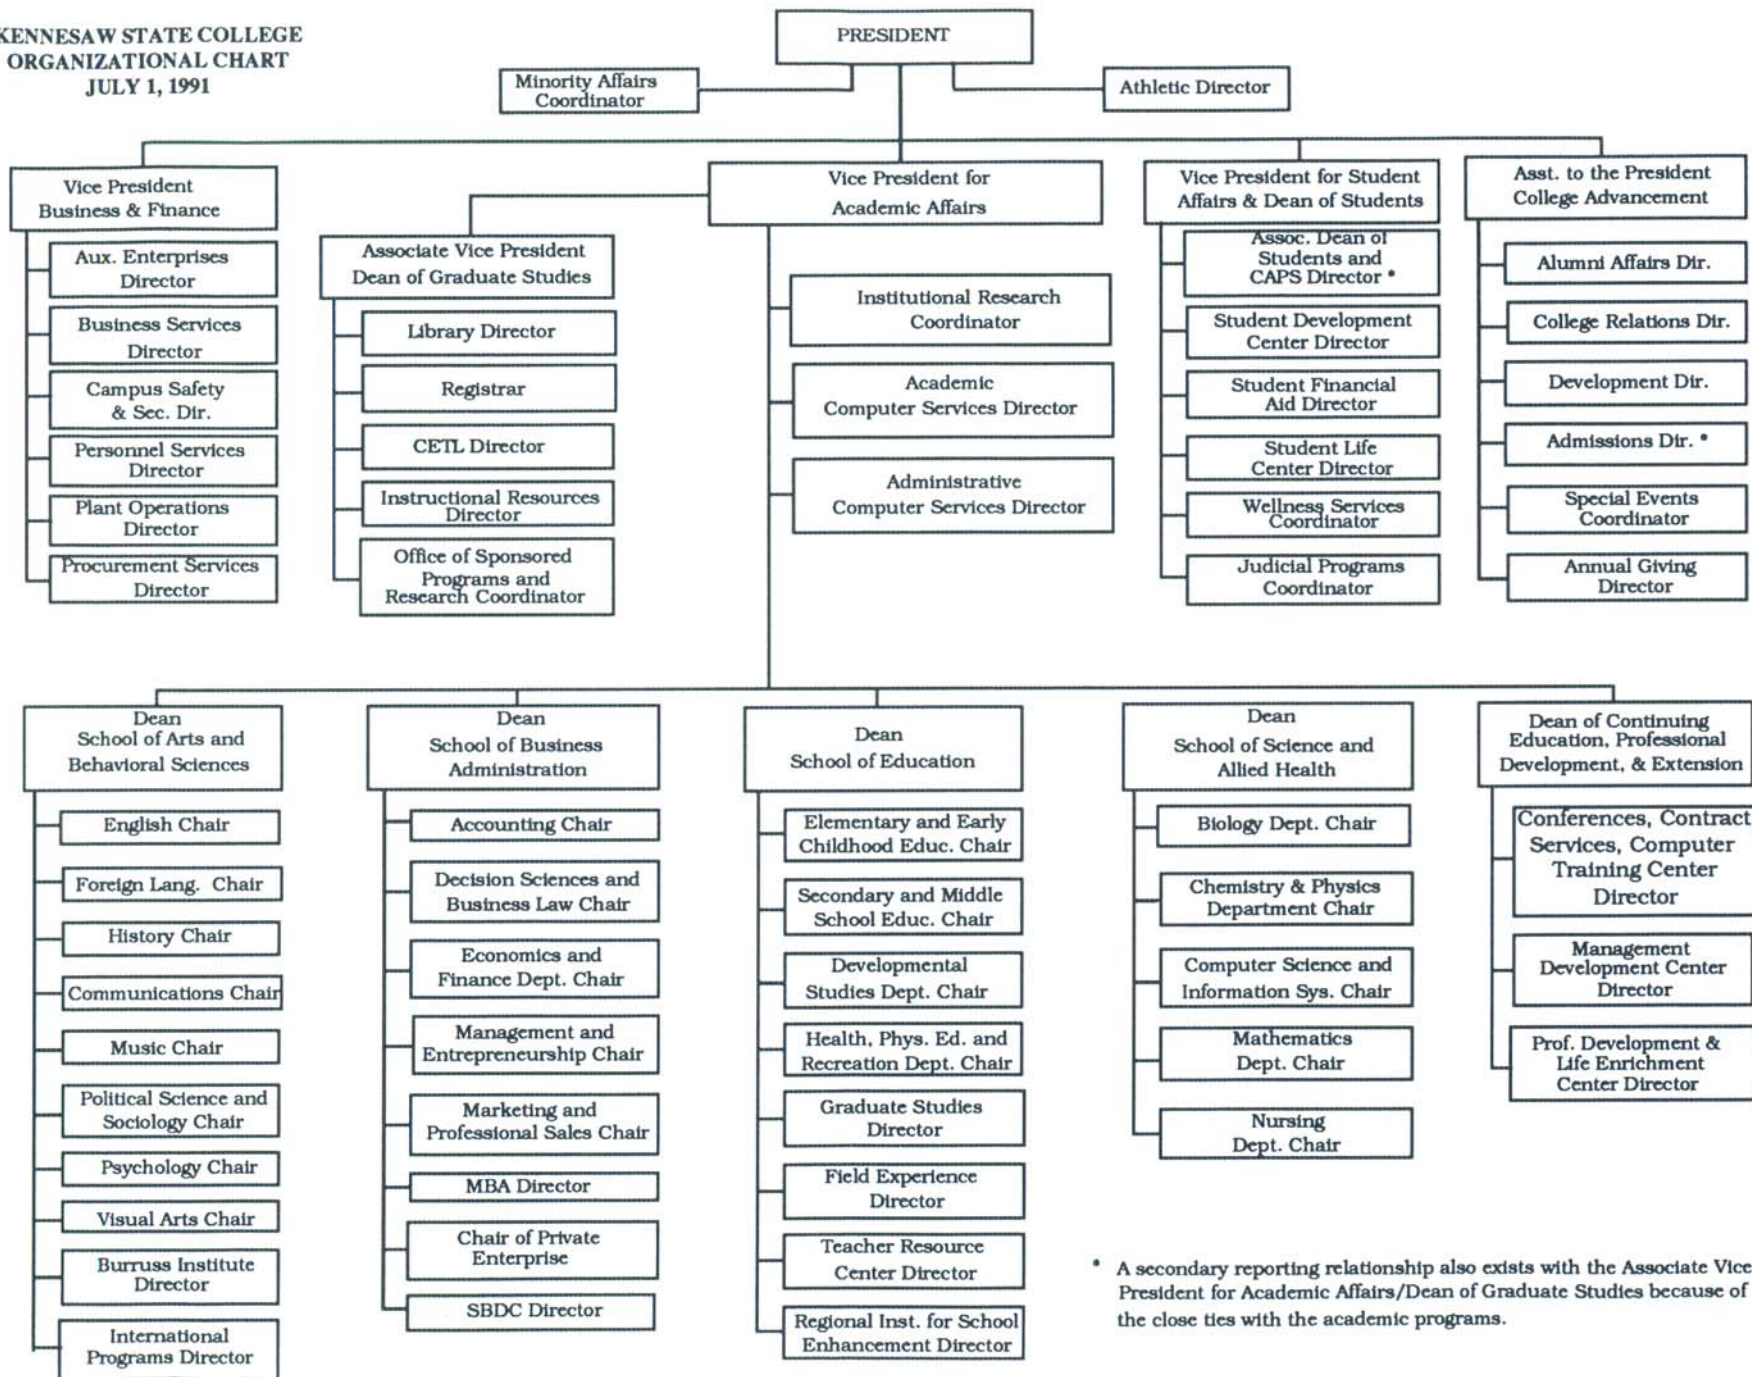 KENNESAW STATE COLLEGE
ORGANIZATIONAL CHART
JULY 1, 1991
PRESIDENT
Minority Affairs
Coordinator
Athletic Director
Vice President
Business & Finance
Aux. Enterprises
Director
Business Services
Director
Campus Safety
& Sec. Dir.
Personnel Services
Director
Plant Operations
Director
Procurement Services
Director
Associate Vice President
Dean of Graduate Studies
Library Director
Registrar
CETL Director
Instructional Resources
Director
Office of Sponsored
Programs and
Research Coordinator
Vice President for
Academic Affairs
Institutional Research
Coordinator
Academic
Computer Services Director
Administrative
Computer Services Director
Vice President for Student
Affairs & Dean of Students
Assoc. Dean of
Students and
CAPS Director *
Student Development
Center Director
Student Financial
Aid Director
Student Life
Center Director
Wellness Services
Coordinator
Judicial Programs
Coordinator
Asst. to the President
College Advancement
Alumni Affairs Dir.
College Relations Dir.
Development Dir.
Admissions Dir. *
Special Events
Coordinator
Annual Giving
Director
Dean
School of Arts and
Behavioral Sciences
English Chair
Foreign Lang. Chair
History Chair
Communications Chair
Music Chair
Political Science and
Sociology Chair
Psychology Chair
Visual Arts Chair
Burruss Institute
Director
International
Programs Director
Dean
School of Business
Administration
Accounting Chair
Decision Sciences and
Business Law Chair
Economics and
Finance Dept. Chair
Management and
Entrepreneurship Chair
Marketing and
Professional Sales Chair
MBA Director
Chair of Private
Enterprise
SBDC Director
Dean
School of Education
Elementary and Early
Childhood Educ. Chair
Secondary and Middle
School Educ. Chair
Developmental
Studies Dept. Chair
Health, Phys. Ed. and
Recreation Dept. Chair
Graduate Studies
Director
Field Experience
Director
Teacher Resource
Center Director
Regional Inst. for School
Enhancement Director
Dean
School of Science and
Allied Health
Biology Dept. Chair
Chemistry & Physics
Department Chair
Computer Science and
Information Sys. Chair
Mathematics
Dept. Chair
Nursing
Dept. Chair
Dean of Continuing
Education, Professional
Development, & Extension
Conferences, Contract
Services, Computer
Training Center
Director
Management
Development Center
Director
Prof. Development &
Life Enrichment
Center Director
* A secondary reporting relationship also exists with the Associate Vice
President for Academic Affairs/Dean of Graduate Studies because of
the close ties with the academic programs.